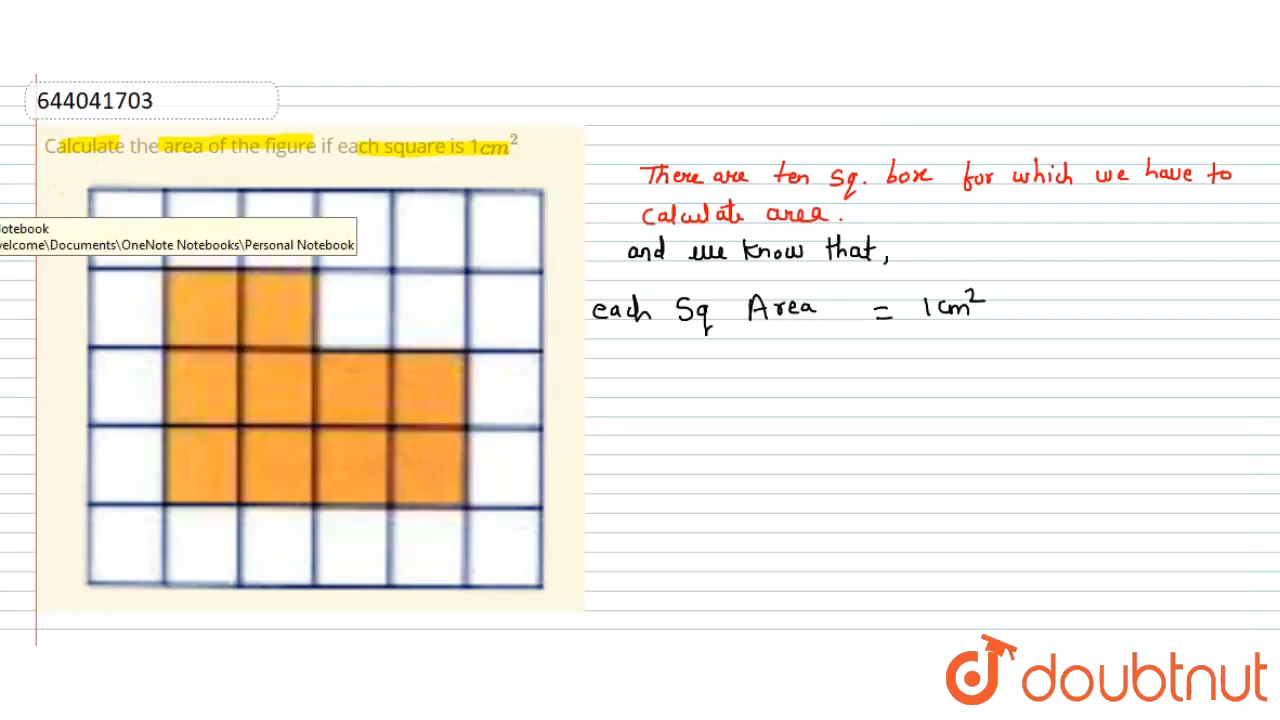 644041703
Calculate the area of the figure if each square is 1cm²
otebook
elcome\Documents\OneNote Notebooks\Personal Notebook
There are ten sq. box for which we have to
calculate area.
and we know that,
each Sq Area = 1cm²
doubtnut